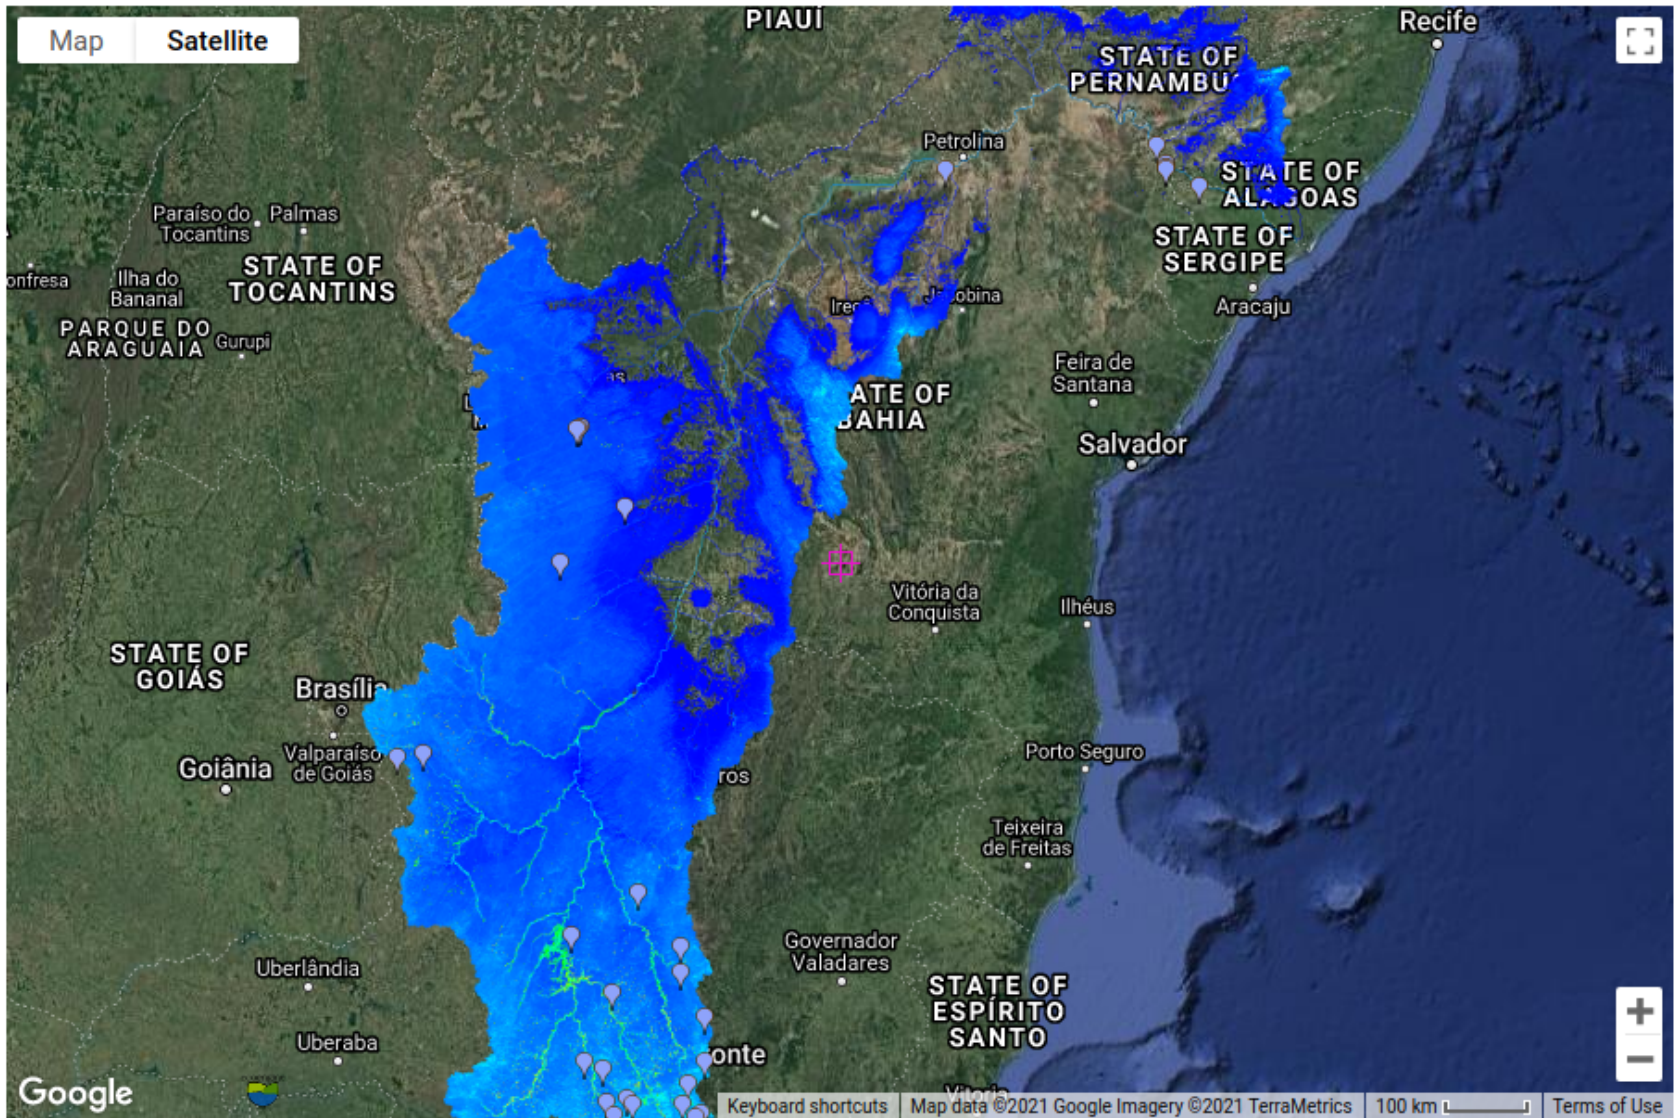 Map
Satellite
PIAUÍ
Recife
STATE OF
PERNAMBU
Petrolina
STATE OF
ALAGOAS
Paraíso do
Tocantins
Palmas
STATE OF
SERGIPE
STATE OF
TOCANTINS
onfresa
Ilha do
Bananal
Jacobina
Aracaju
PARQUE DO
ARAGUAIA
Gurupi
Feira de
Santana
as
ATE OF
BAHIA
Salvador
Vitória da
Conquista
Ilhéus
STATE OF
GOIÁS
Brasília
Valparaíso
de Goiás
Goiânia
ros
Porto Seguro
Teixeira
de Freitas
Governador
Valadares
Uberlândia
STATE OF
ESPÍRITO
SANTO
Uberaba
onte
Vitoria
Google
Keyboard shortcuts
Map data ©2021 Google Imagery ©2021 TerraMetrics
100 km
Terms of Use